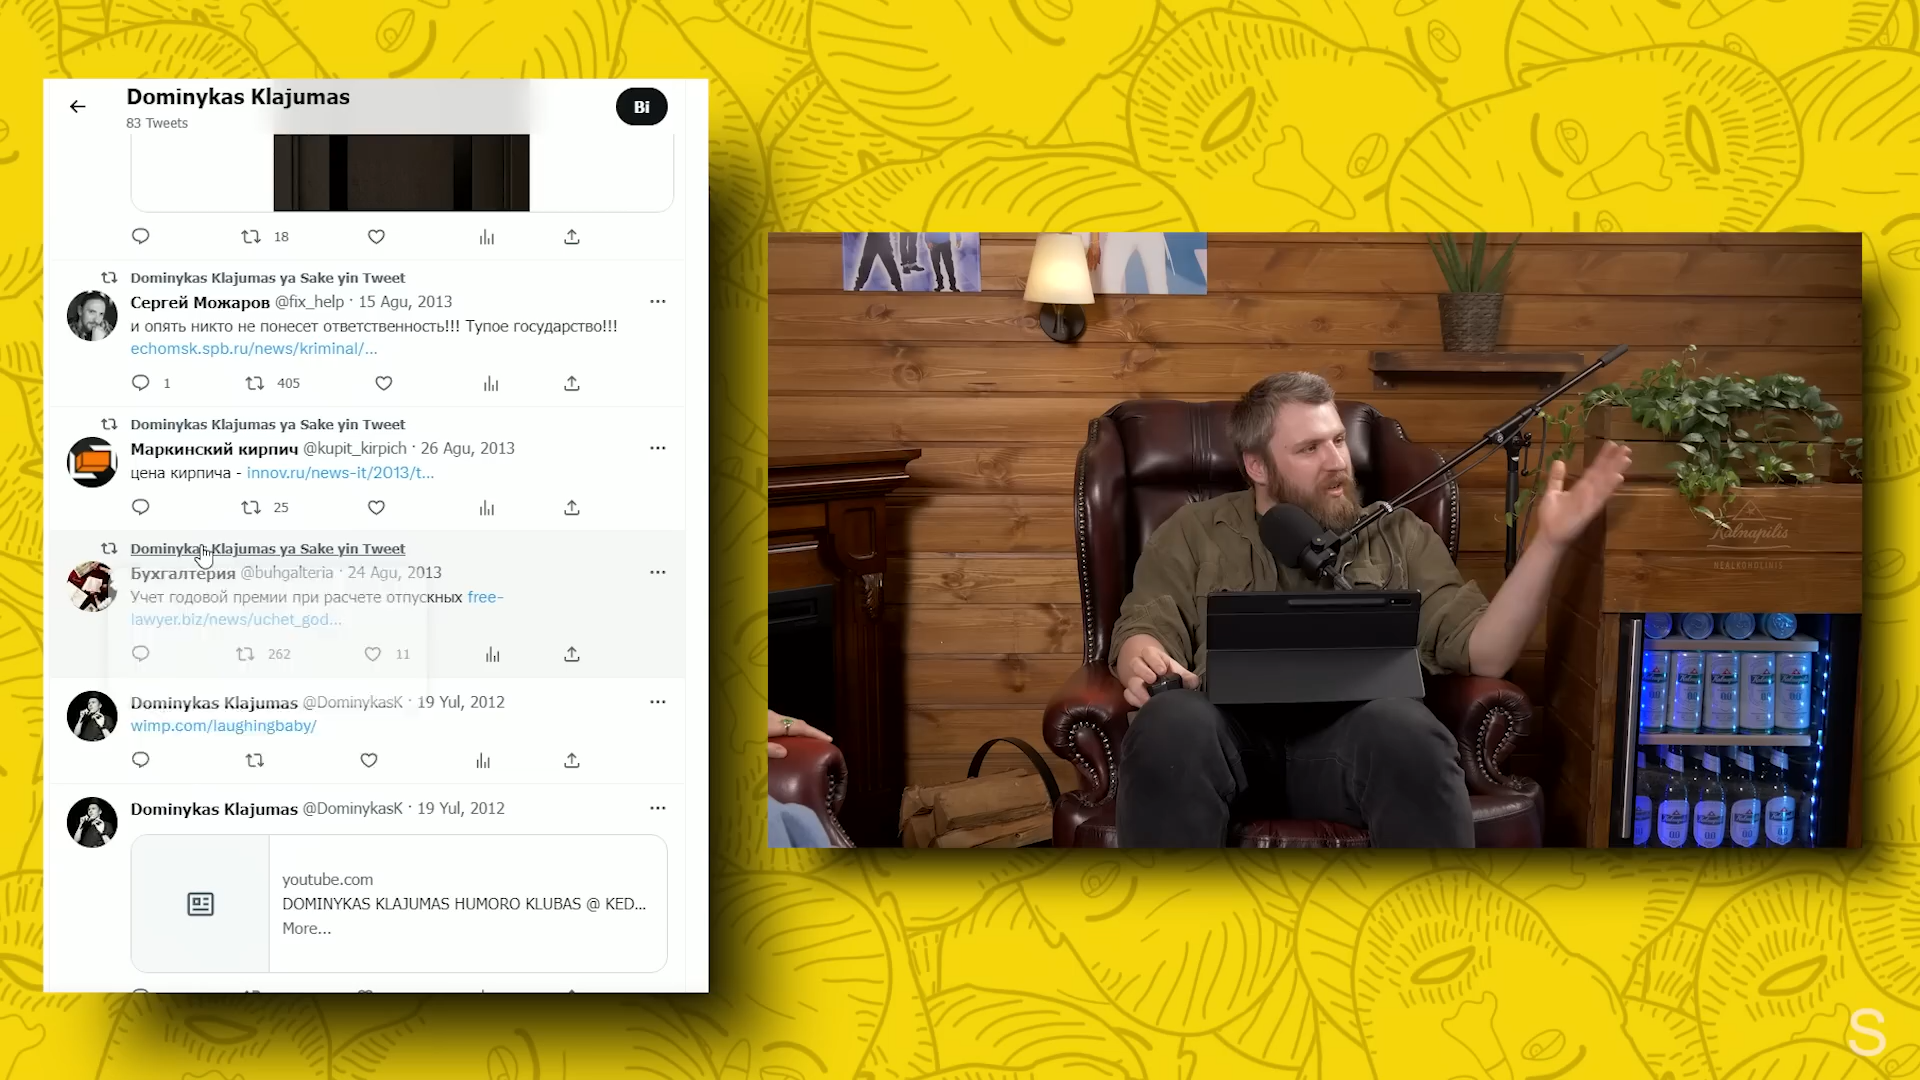 Dominykas Klajumas
83 Tweets
Bi
18
Dominykas Klajumas ya Sake yin Tweet
Сергей Можаров @fix_help · 15 Agu, 2013
и опять никто не понесет ответственность!!! Тупое государство!!!
echomsk.spb.ru/news/kriminal/...
1
405
Dominykas Klajumas ya Sake yin Tweet
Маркинский кирпич @kupit_kirpich · 26 Agu, 2013
цена кирпича - innov.ru/news-it/2013/t...
25
Dominykas Klajumas ya Sake yin Tweet
Бухгалтерия @buhgalteria · 24 Agu, 2013
Учет годовой премии при расчете отпускных free-
lawyer.biz/news/uchet_god...
262
11
Dominykas Klajumas @DominykasK · 19 Yul, 2012
wimp.com/laughingbaby/
Dominykas Klajumas @DominykasK · 19 Yul, 2012
youtube.com
DOMINYKAS KLAJUMAS HUMORO KLUBAS @ KED...
More...
Kalnapilis
NEALKOHOLINIS
S